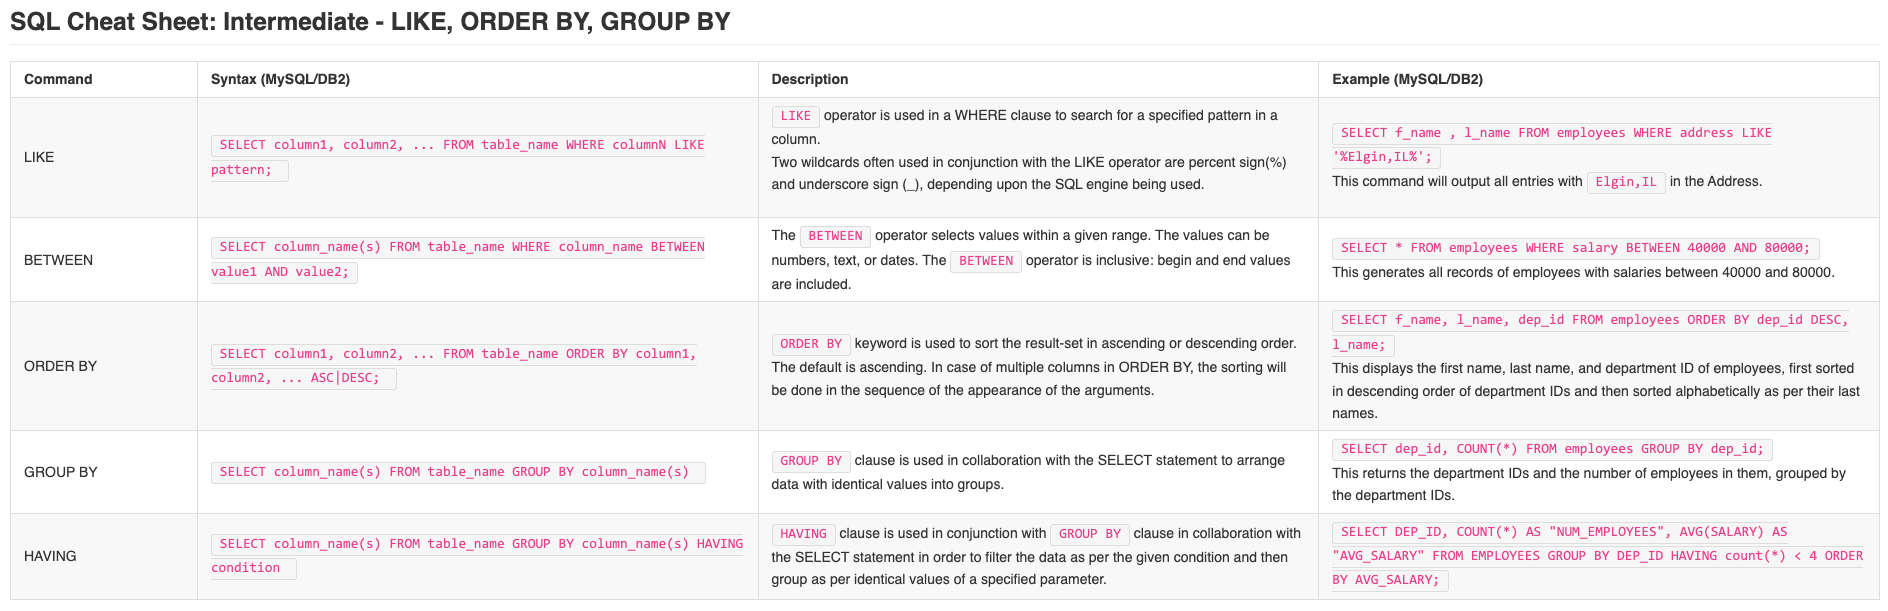 SQL Cheat Sheet: Intermediate - LIKE, ORDER BY, GROUP BY
Command
Syntax (MySQL/DB2)
Description
Example (MySQL/DB2)
LIKE
SELECT column1, column2, ... FROM table_name WHERE columnN LIKE
pattern;
LIKE operator is used in a WHERE clause to search for a specified pattern in a
column.
Two wildcards often used in conjunction with the LIKE operator are percent sign(%)
and underscore sign (_), depending upon the SQL engine being used.
SELECT f_name , l_name FROM employees WHERE address LIKE
'%Elgin,IL%';
This command will output all entries with Elgin,IL in the Address.
BETWEEN
SELECT column_name(s) FROM table_name WHERE column_name BETWEEN
value1 AND value2;
The BETWEEN operator selects values within a given range. The values can be
numbers, text, or dates. The BETWEEN operator is inclusive: begin and end values
are included.
SELECT * FROM employees WHERE salary BETWEEN 40000 AND 80000;
This generates all records of employees with salaries between 40000 and 80000.
ORDER BY
SELECT column1, column2, ... FROM table_name ORDER BY column1,
column2, ... ASC|DESC;
ORDER BY keyword is used to sort the result-set in ascending or descending order.
The default is ascending. In case of multiple columns in ORDER BY, the sorting will
be done in the sequence of the appearance of the arguments.
SELECT f_name, l_name, dep_id FROM employees ORDER BY dep_id DESC,
l_name;
This displays the first name, last name, and department ID of employees, first sorted
in descending order of department IDs and then sorted alphabetically as per their last
names.
GROUP BY
SELECT column_name(s) FROM table_name GROUP BY column_name(s)
GROUP BY clause is used in collaboration with the SELECT statement to arrange
data with identical values into groups.
SELECT dep_id, COUNT(*) FROM employees GROUP BY dep_id;
This returns the department IDs and the number of employees in them, grouped by
the department IDs.
HAVING
SELECT column_name(s) FROM table_name GROUP BY column_name(s) HAVING
condition
HAVING clause is used in conjunction with GROUP BY clause in collaboration with
the SELECT statement in order to filter the data as per the given condition and then
group as per identical values of a specified parameter.
SELECT DEP_ID, COUNT(*) AS "NUM_EMPLOYEES", AVG(SALARY) AS
"AVG_SALARY" FROM EMPLOYEES GROUP BY DEP_ID HAVING count(*) < 4 ORDER
BY AVG_SALARY;